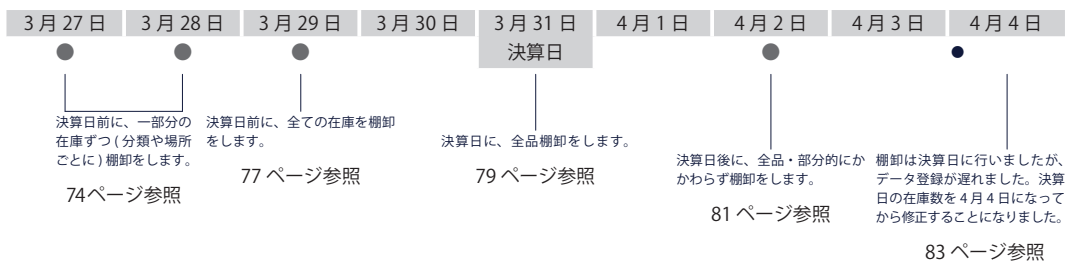 3月27日
3月28日
3月29日
3月30日
3月31日
4月1日
4月2日
4月3日
4月4日
決算日
決算日前に、一部分の
在庫ずつ(分類や場所
ごとに)棚卸をします。
74ページ参照
決算日前に、全ての在庫を棚卸
をします。
77ページ参照
決算日に、全品棚卸をします。
79ページ参照
決算日後に、全品・部分的にか
かわらず棚卸をします。
81ページ参照
棚卸は決算日に行いましたが、
データ登録が遅れました。決算
日の在庫数を4月4日になって
から修正することになりました。
83ページ参照